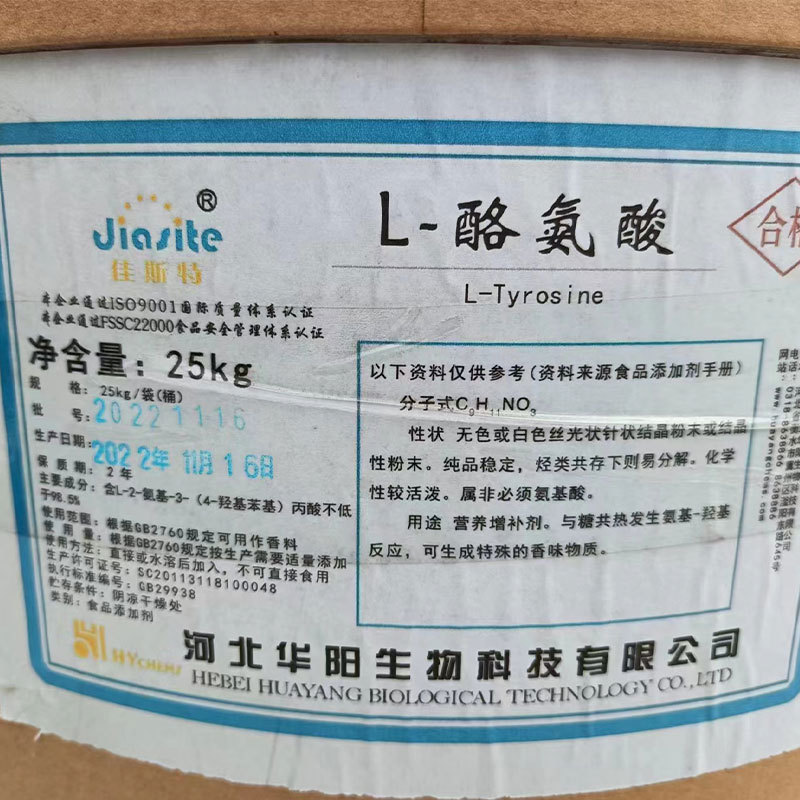 Jiasite®
佳斯特
L-酪氨酸
L-Tyrosine
合格
本企业通过ISO9001国际质量体系认证
本企业通过FSSC22000食品安全管理体系认证
净含量：25kg
规 格：25kg/袋(桶)
批 号：20221116
生产日期：2022年 11月 16日
保 质 期：2 年
主要成分：含L-2-氨基-3-（4-羟基苯基）丙酸不低
于98.5%
使用范围：根据GB2760规定可用作香料
使 用 量：根据GB2760规定按生产需要适量添加
使用方法：直接或水溶后加入，不可直接食用
生产许可证号：SC20113118100048
执行标准编号：GB29938
贮存条件：阴凉干燥处
类别：食品添加剂
以下资料仅供参考(资料来源食品添加剂手册)
分子式C₉H₁₁NO₃
性状 无色或白色丝光状针状结晶粉末或结晶
性粉末。纯品稳定，烃类共存下则易分解。化学
性较活泼。属非必须氨基酸。
用途 营养增补剂。与糖共热发生氨基-羟基
反应，可生成特殊的香味物质。
HYCHEMS
河北华阳生物科技有限公司
HEBEI HUAYANG BIOLOGICAL TECHNOLOGY CO.,LTD